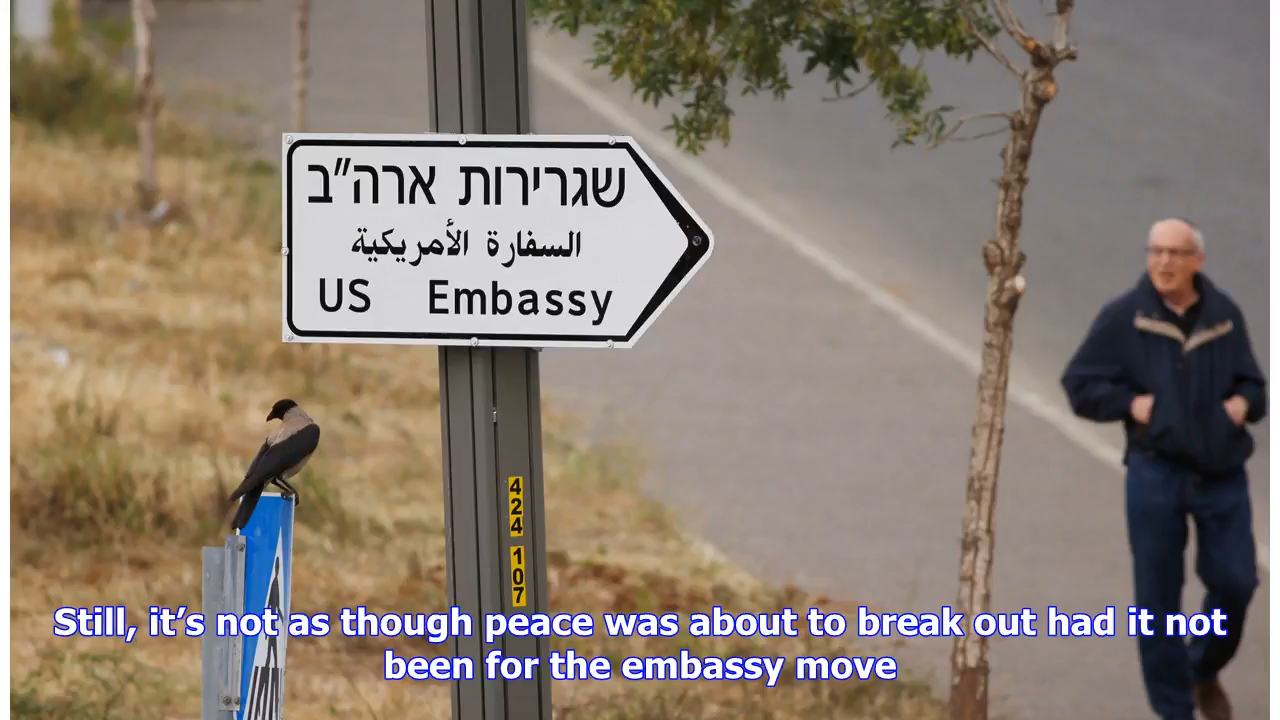 שגרירות ארה"ב
السفارة الأمريكية
US Embassy
424 107
Still, it’s not as though peace was about to break out had it not
been for the embassy move